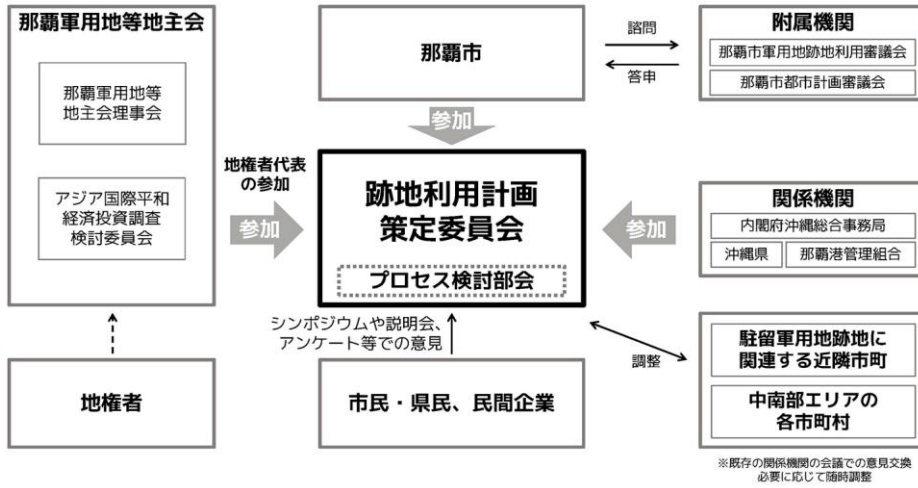 那覇軍用地等地主会
那覇軍用地等
地主会理事会
アジア国際平和
経済投資調査
検討委員会
那覇市
諮問
答申
附属機関
那覇市軍用地跡地利用審議会
那覇市都市計画審議会
参加
地権者代表
の参加
参加
跡地利用計画
策定委員会
プロセス検討部会
参加
関係機関
内閣府沖縄総合事務局
沖縄県
那覇港管理組合
シンポジウムや説明会、
アンケート等での意見
調整
駐留軍用地跡地に
関連する近隣市町
中南部エリアの
各市町村
地権者
市民・県民、民間企業
※既存の関係機関の会議での意見交換
必要に応じて随時調整